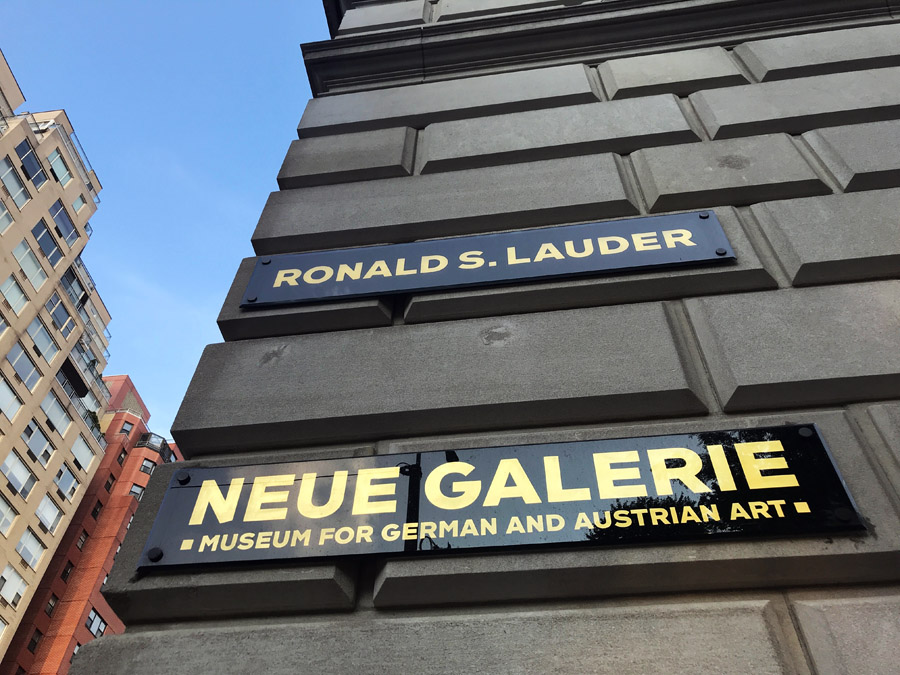 RONALD S. LAUDER
NEUE GALERIE
▪ MUSEUM FOR GERMAN AND AUSTRIAN ART ▪